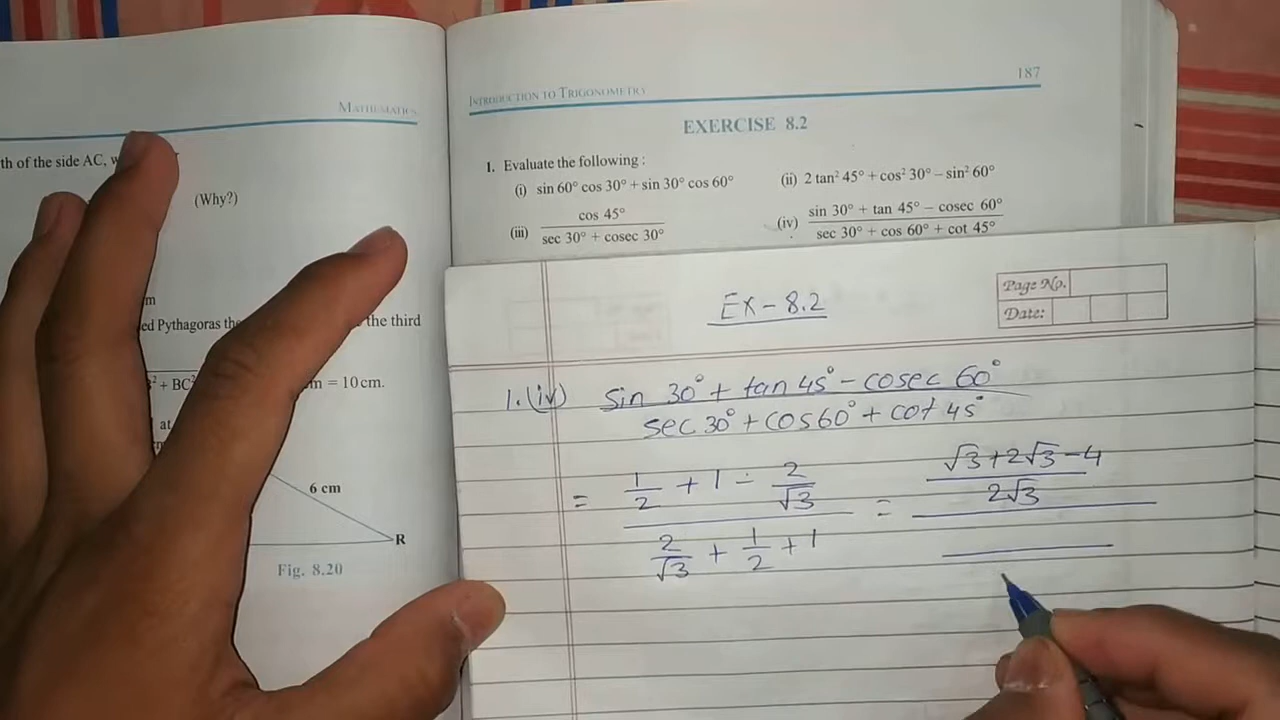 MATHEMATICS
th of the side AC, w
(Why?)
m
ed Pythagoras the the third
² + BC² m = 10 cm.
at
6 cm
R
Fig. 8.20
INTRODUCTION TO TRIGONOMETRY 187
EXERCISE 8.2
1. Evaluate the following :
(i) sin 60° cos 30° + sin 30° cos 60° (ii) 2 tan² 45° + cos² 30° – sin² 60°
(iii) cos 45° / sec 30° + cosec 30° (iv) sin 30° + tan 45° – cosec 60° / sec 30° + cos 60° + cot 45°
Page No.
Date:
Ex – 8.2
1. (iv) sin 30° + tan 45° – cosec 60°
sec 30° + cos 60° + cot 45°
= 1/2 + 1 – 2/√3 = √3 + 2√3 – 4 / 2√3
2/√3 + 1/2 + 1